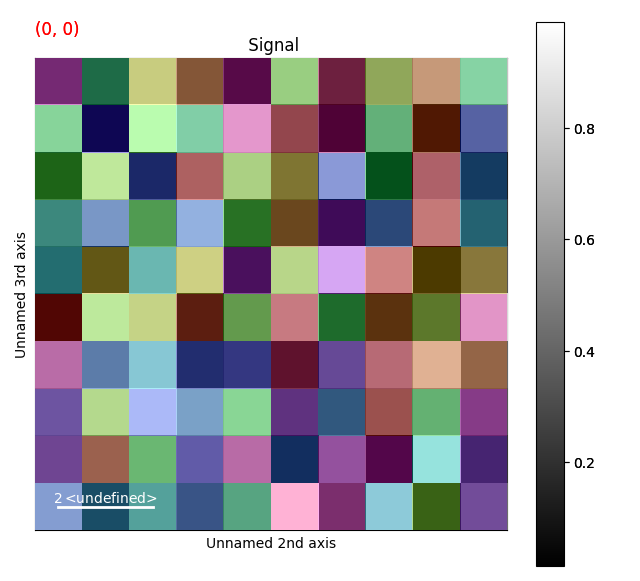 (0, 0)
Signal
0.8
0.6
0.4
0.2
Unnamed 3rd axis
2 <undefined>
Unnamed 2nd axis